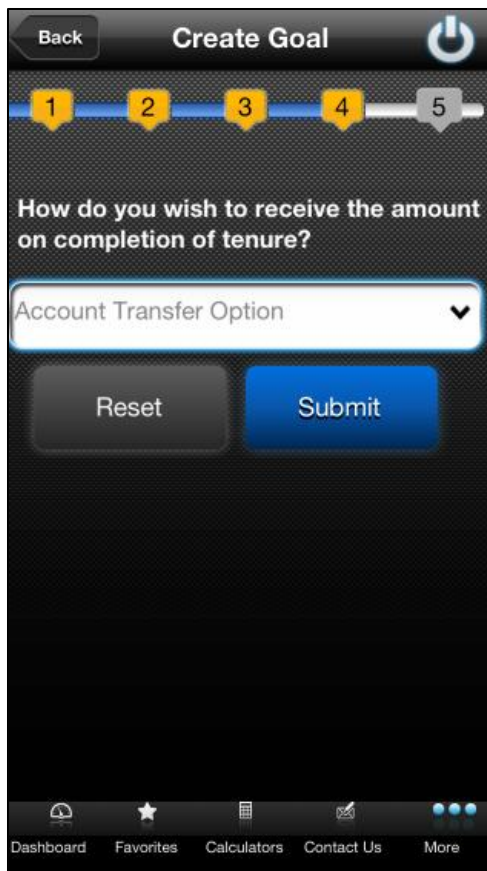 Back
Create Goal
1 2 3 4 5
How do you wish to receive the amount
on completion of tenure?
Account Transfer Option
Reset
Submit
Dashboard Favorites Calculators Contact Us More